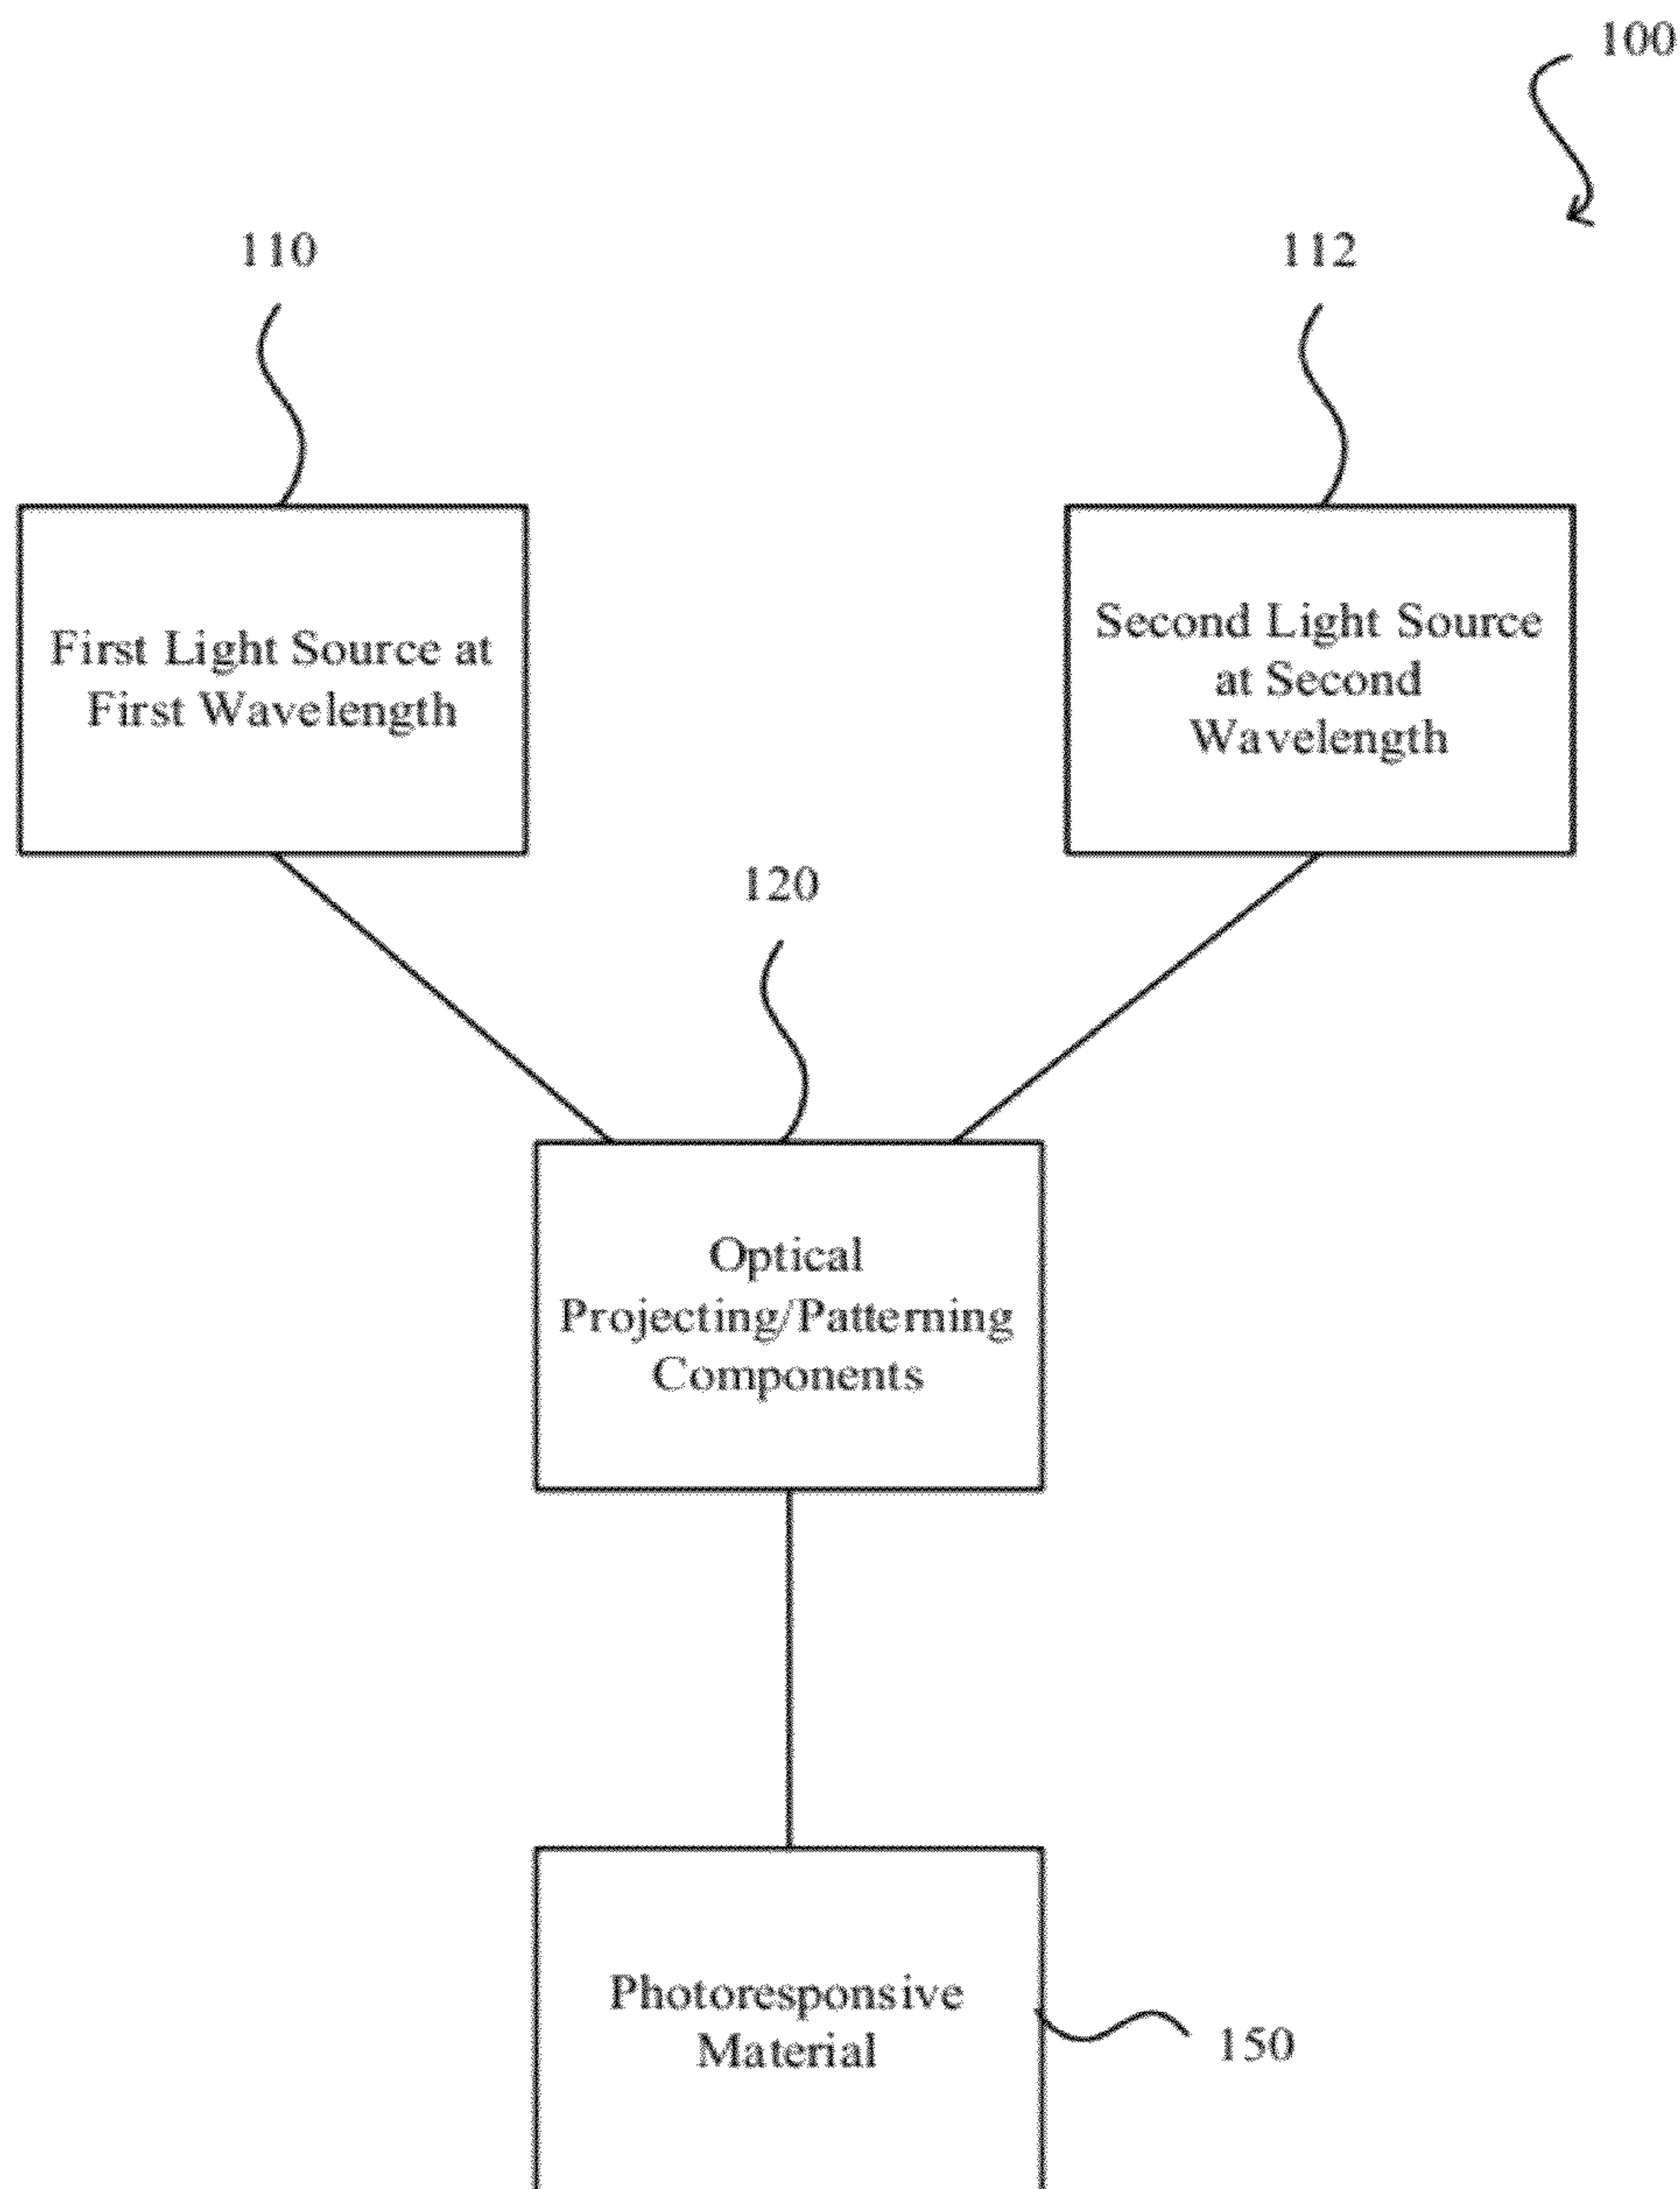 100
110
112
First Light Source at
First Wavelength
Second Light Source
at Second
Wavelength
120
Optical
Projecting/Patterning
Components
Photoresponsive
Material
150